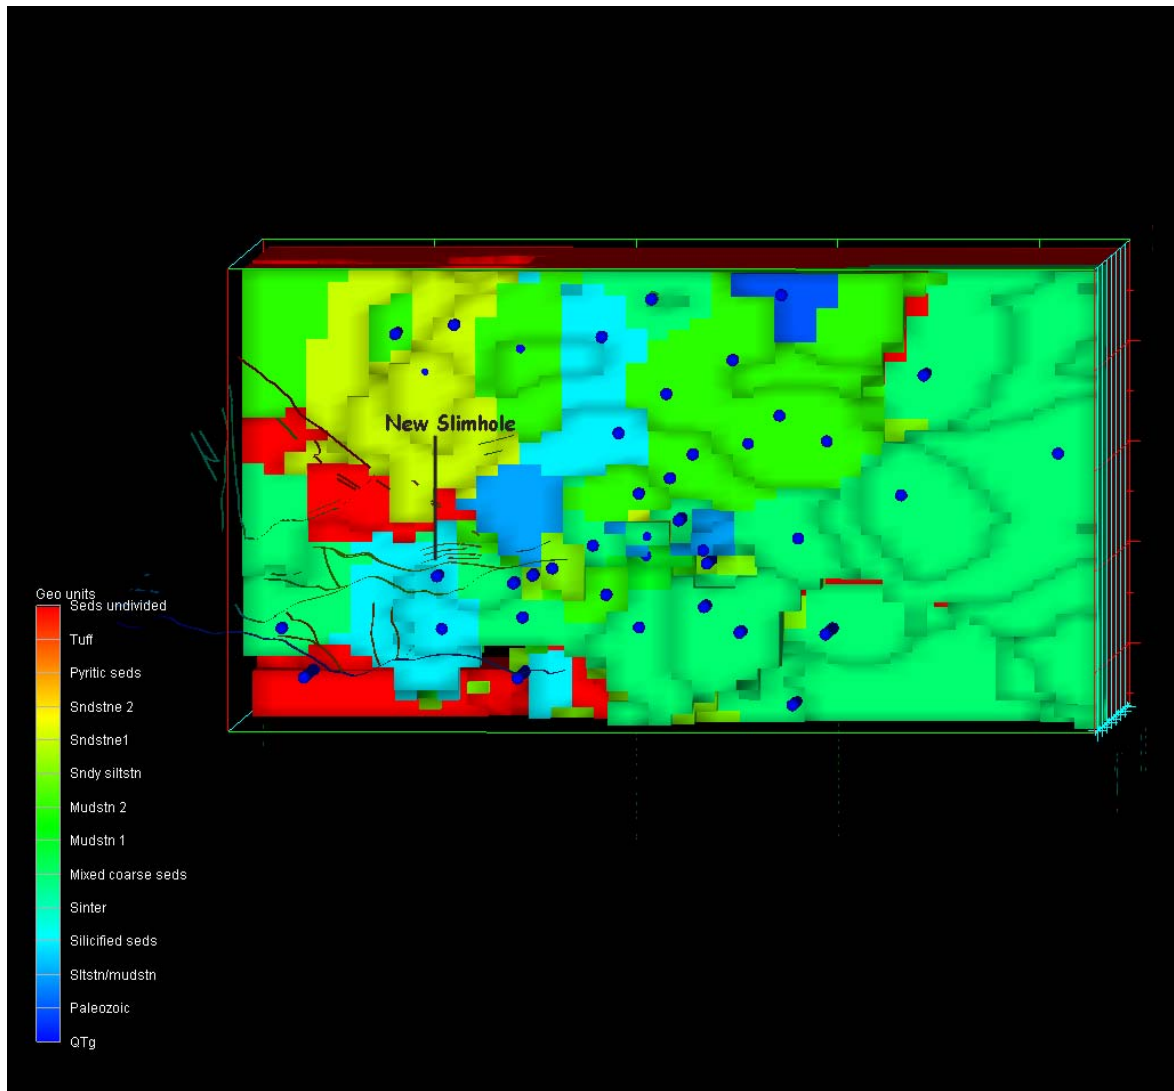 New Slimhole
Geo units
Seds undivided
Tuff
Pyritic seds
Sndstne 2
Sndstne1
Sndy siltstn
Mudstn 2
Mudstn 1
Mixed coarse seds
Sinter
Silicified seds
Sltstn/mudstn
Paleozoic
QTg
N